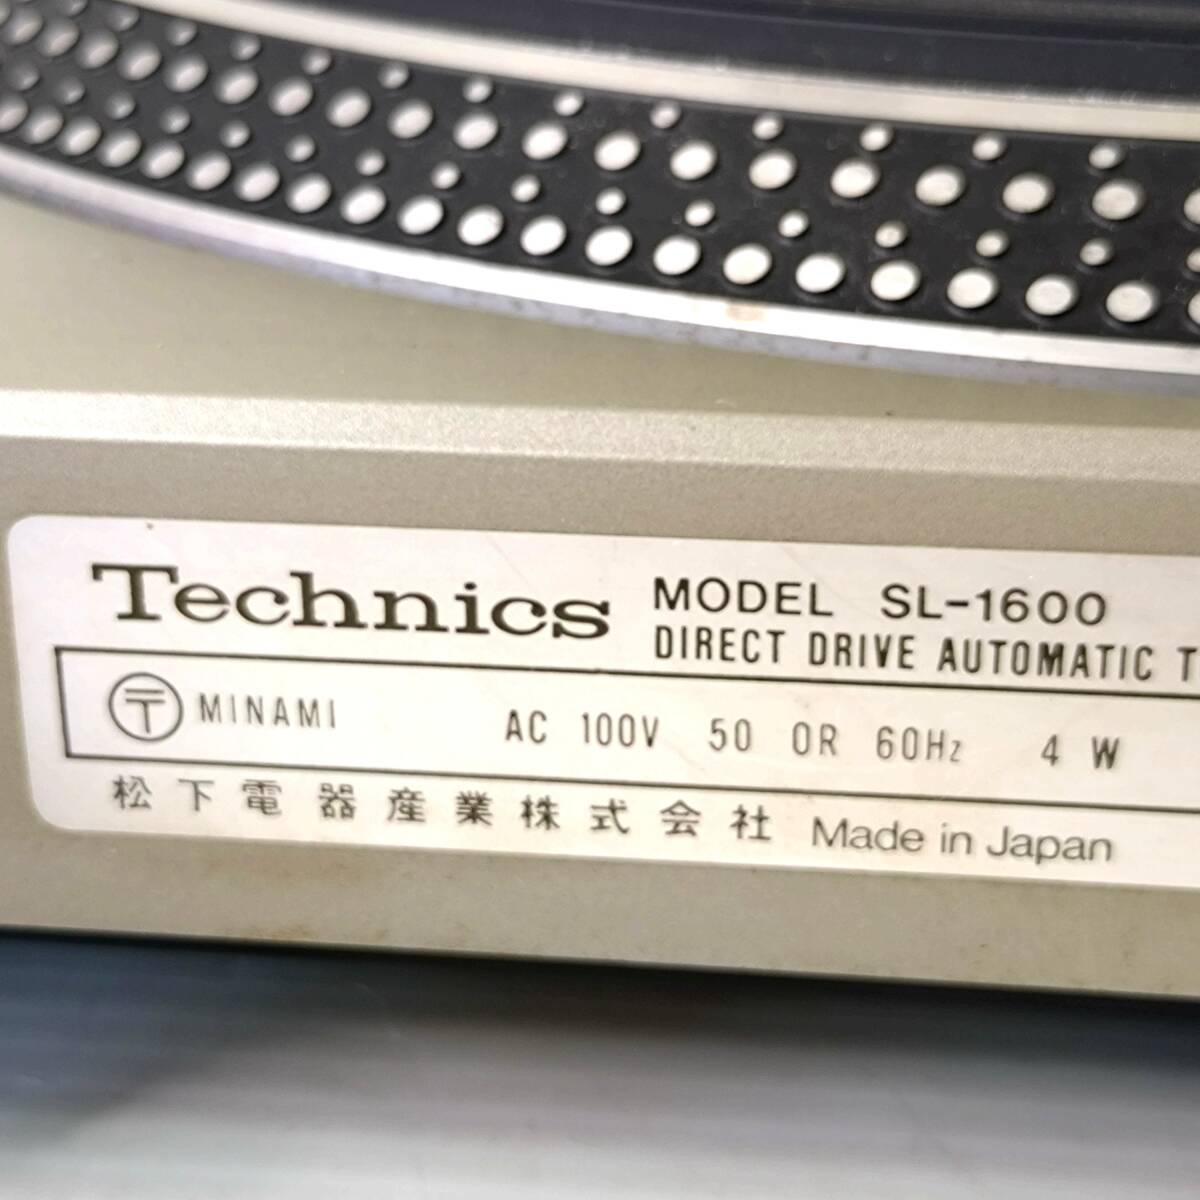 Technics MODEL SL-1600
DIRECT DRIVE AUTOMATIC
〒 MINAMI AC 100V 50 OR 60Hz 4 W
松下電器産業株式会社 Made in Japan